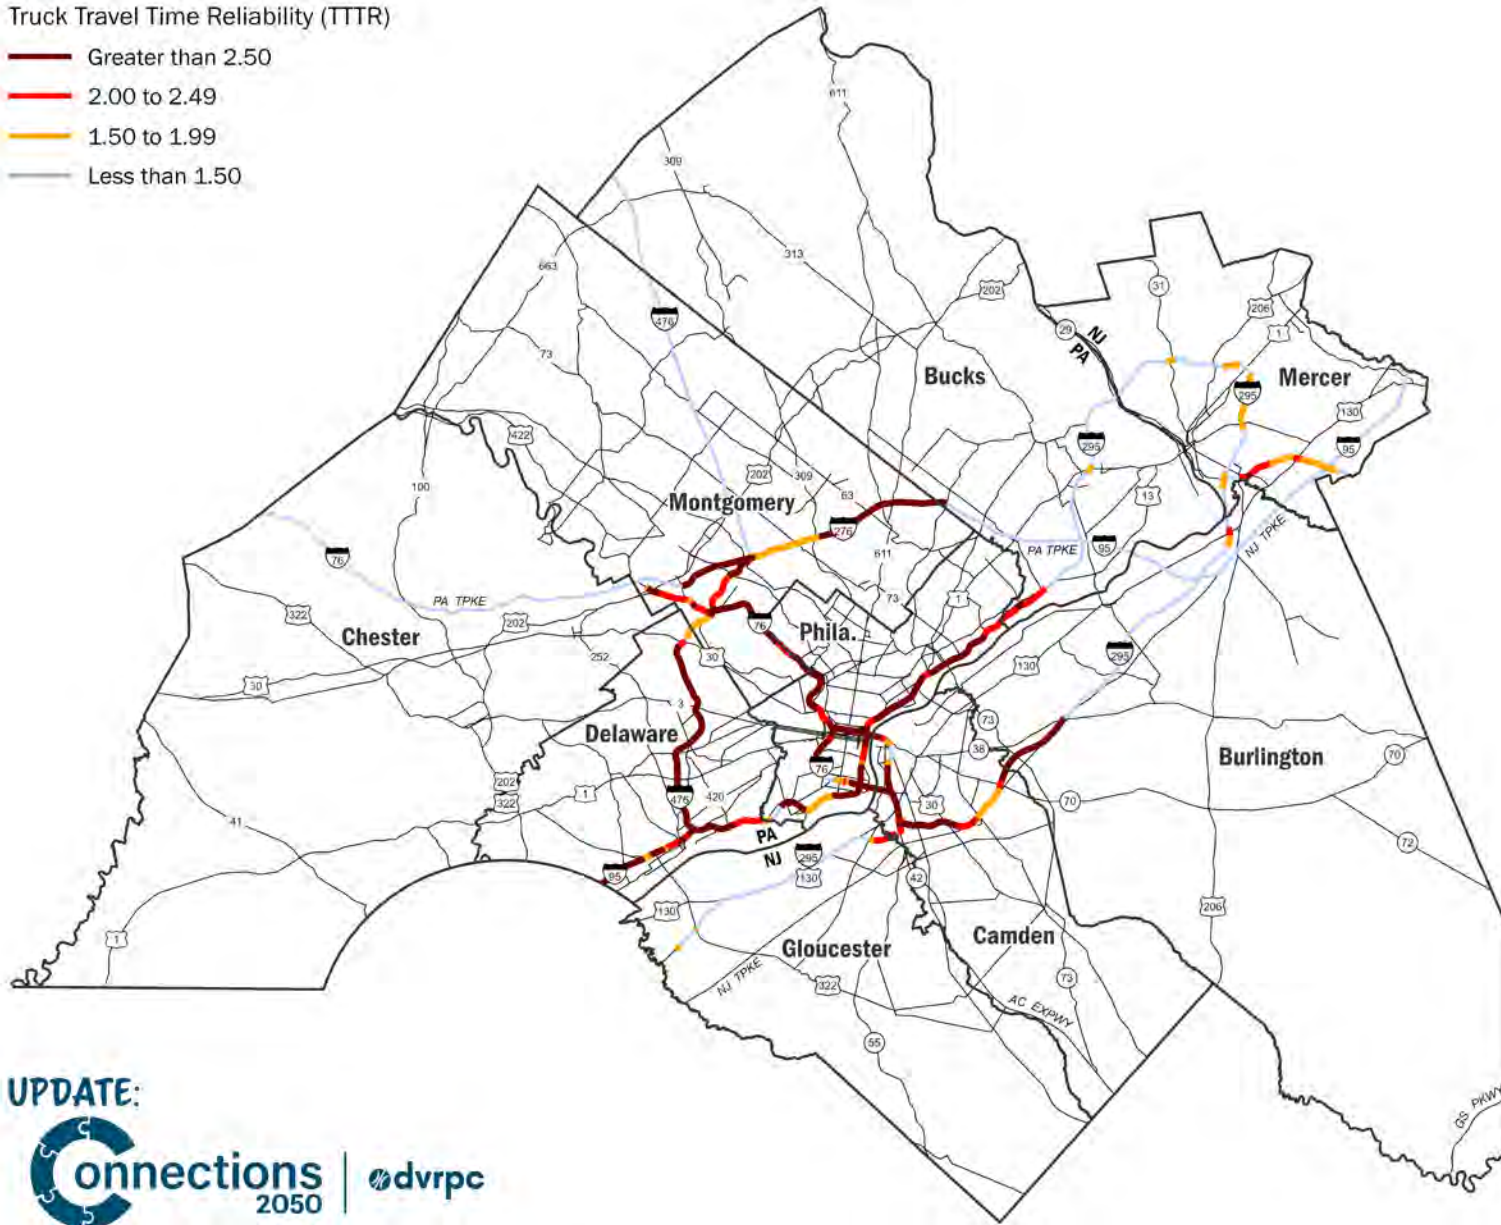 Truck Travel Time Reliability (TTTR)
Greater than 2.50
2.00 to 2.49
1.50 to 1.99
Less than 1.50
611
309
313
663
202
31
206
1
29
NJ
PA
476
73
Bucks
Mercer
295
130
422
95
295
202
309
100
63
13
Montgomery
276
611
PA TPKE
95
NJ TPKE
76
PA TPKE
73
1
322
202
76
Phila.
Chester
252
30
295
130
30
3
73
Delaware
38
Burlington
70
76
202
322
1
476
420
30
70
41
PA
NJ
72
295
130
95
42
130
206
1
Gloucester
Camden
NJ TPKE
322
73
AC EXPWY
55
GS PKWY
UPDATE:
Connections
2050
dvrpc